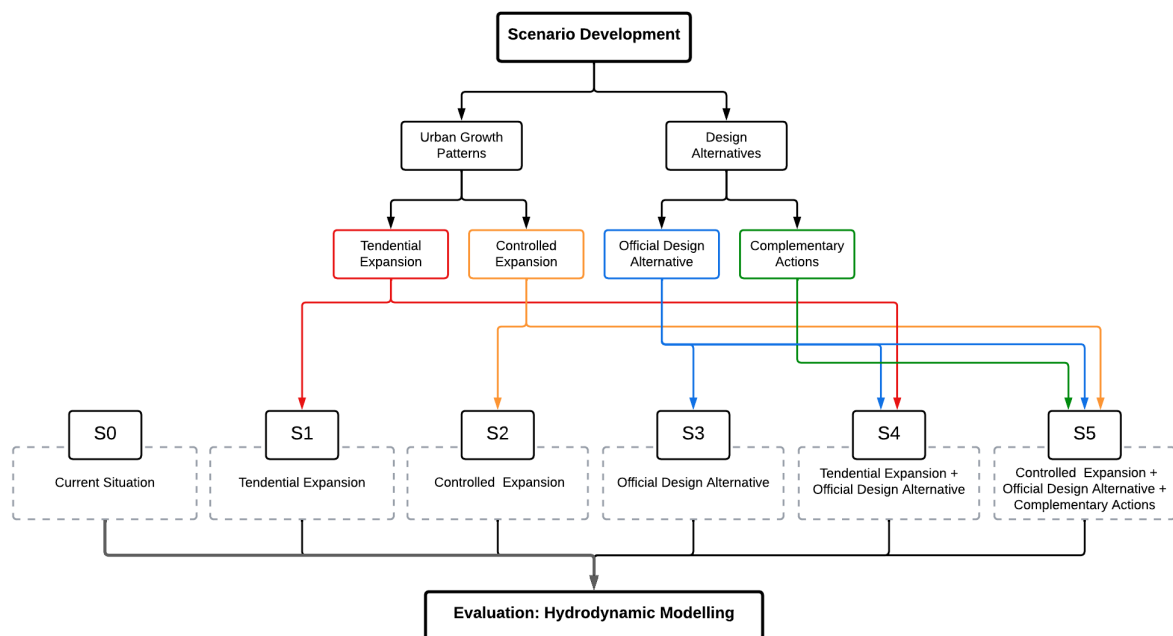 Scenario Development
Urban Growth
Patterns
Design
Alternatives
Tendential
Expansion
Controlled
Expansion
Official Design
Alternative
Complementary
Actions
S0
S1
S2
S3
S4
S5
Current Situation
Tendential Expansion
Controlled  Expansion
Official Design Alternative
Tendential Expansion +
Official Design Alternative
Controlled  Expansion +
Official Design Alternative +
Complementary Actions
Evaluation: Hydrodynamic Modelling